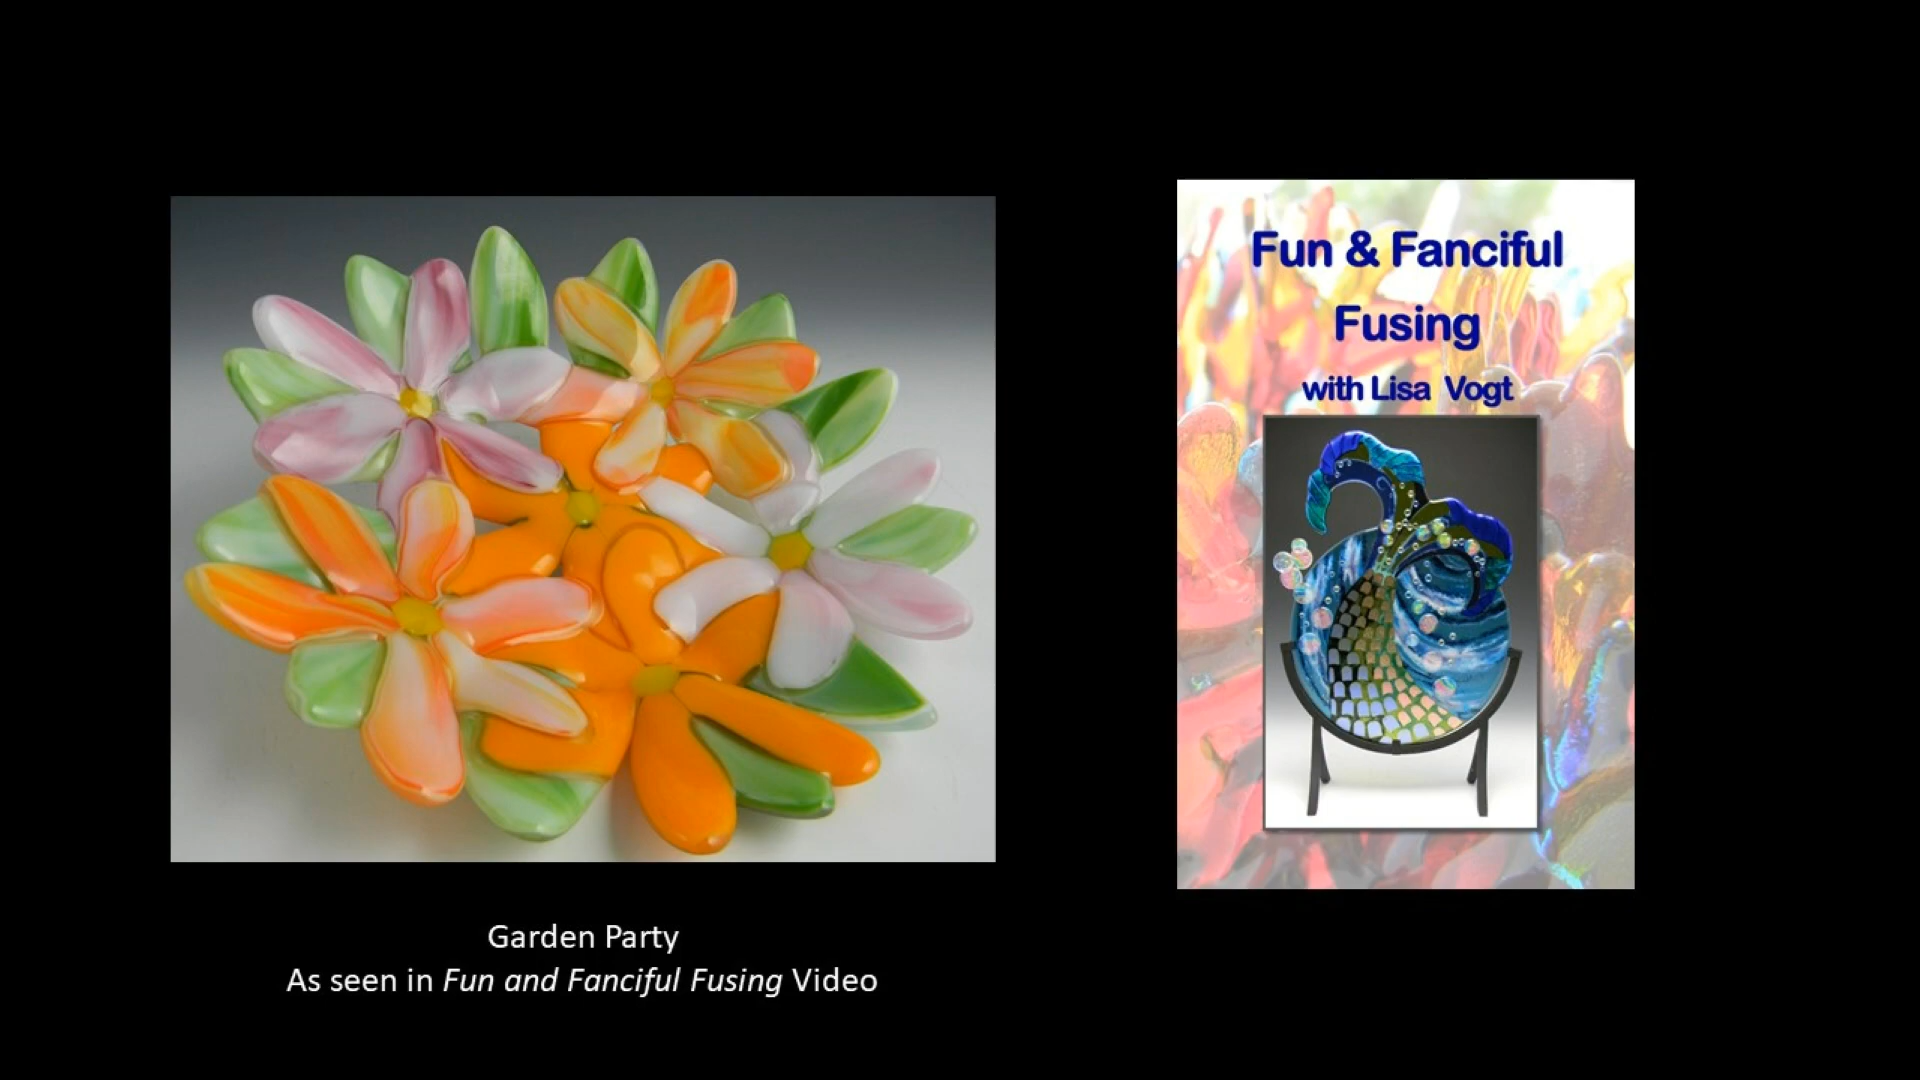 Fun & Fanciful
Fusing
with Lisa Vogt
Garden Party
As seen in Fun and Fanciful Fusing Video